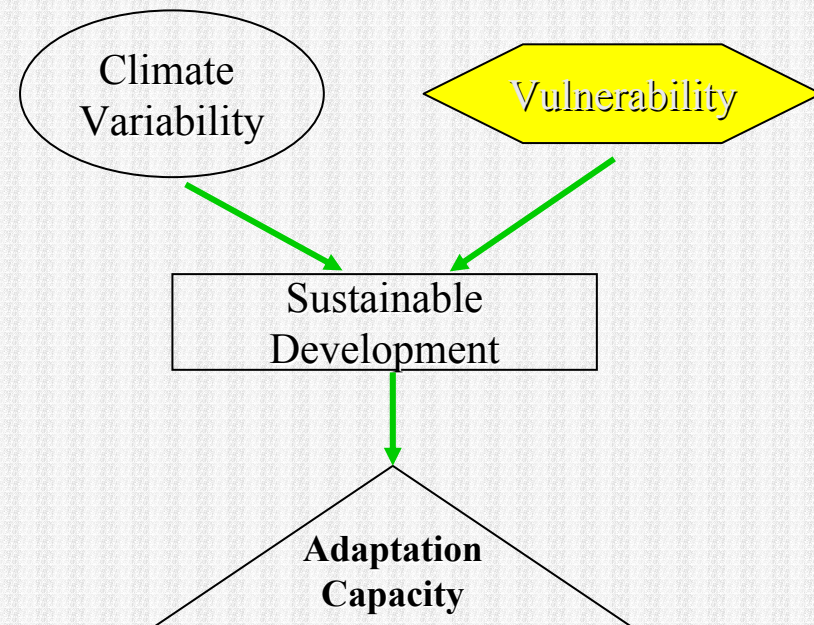 Climate
Variability
Vulnerability
Sustainable
Development
Adaptation
Capacity